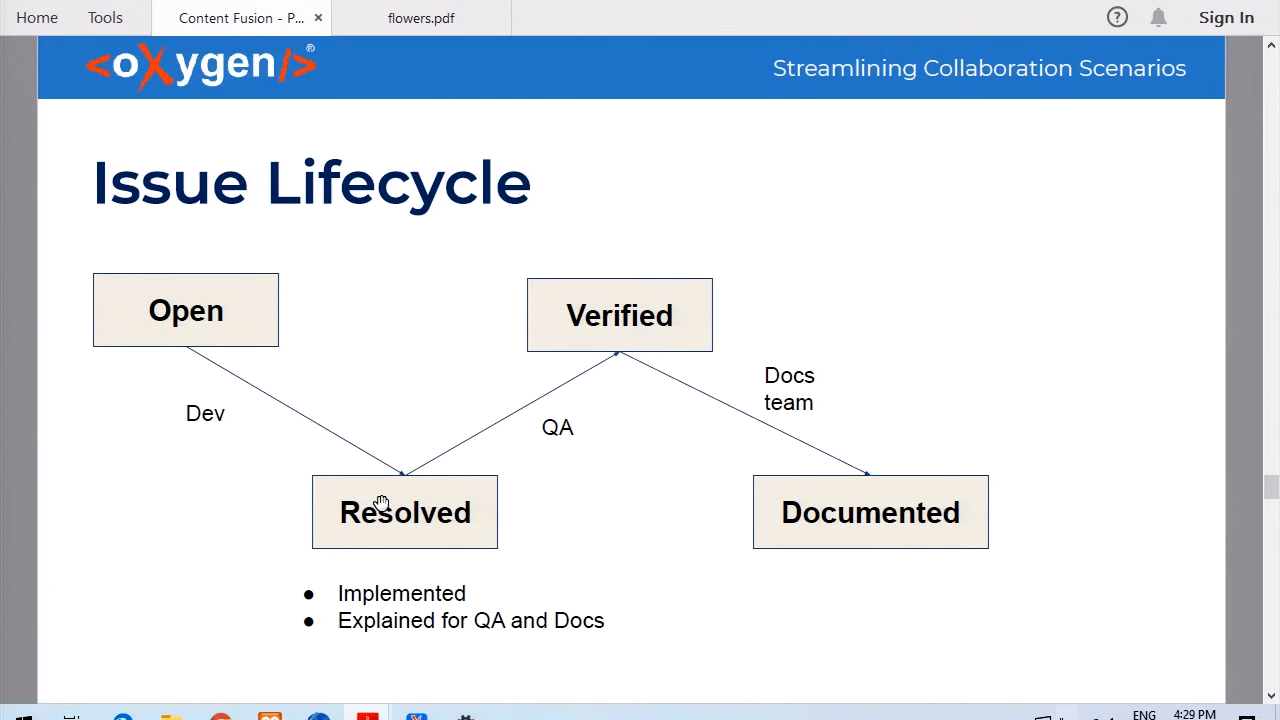 Home Tools Content Fusion - P... × flowers.pdf ? Sign In
<oXygen/>®
Streamlining Collaboration Scenarios
Issue Lifecycle
Open
Verified
Docs
team
Dev
QA
Resolved
Documented
● Implemented
● Explained for QA and Docs
ENG 4:29 PM